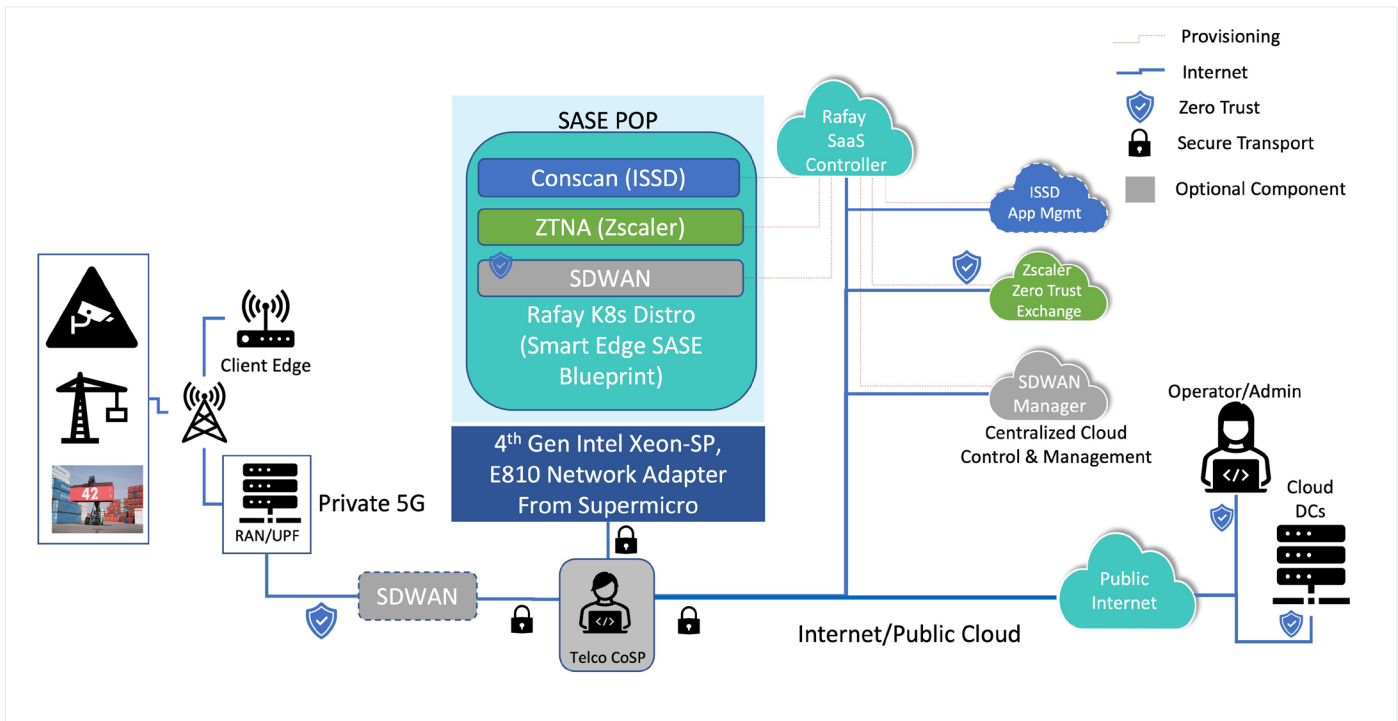 Provisioning
Internet
Zero Trust
Secure Transport
Optional Component
SASE POP
Conscan (ISSD)
ZTNA (Zscaler)
SDWAN
Rafay K8s Distro
(Smart Edge SASE
Blueprint)
4th Gen Intel Xeon-SP,
E810 Network Adapter
From Supermicro
Rafay
SaaS
Controller
ISSD
App Mgmt
Zscaler
Zero Trust
Exchange
SDWAN
Manager
Centralized Cloud
Control & Management
Operator/Admin
Cloud
DCs
Client Edge
42
RAN/UPF
Private 5G
SDWAN
Telco CoSP
Internet/Public Cloud
Public
Internet